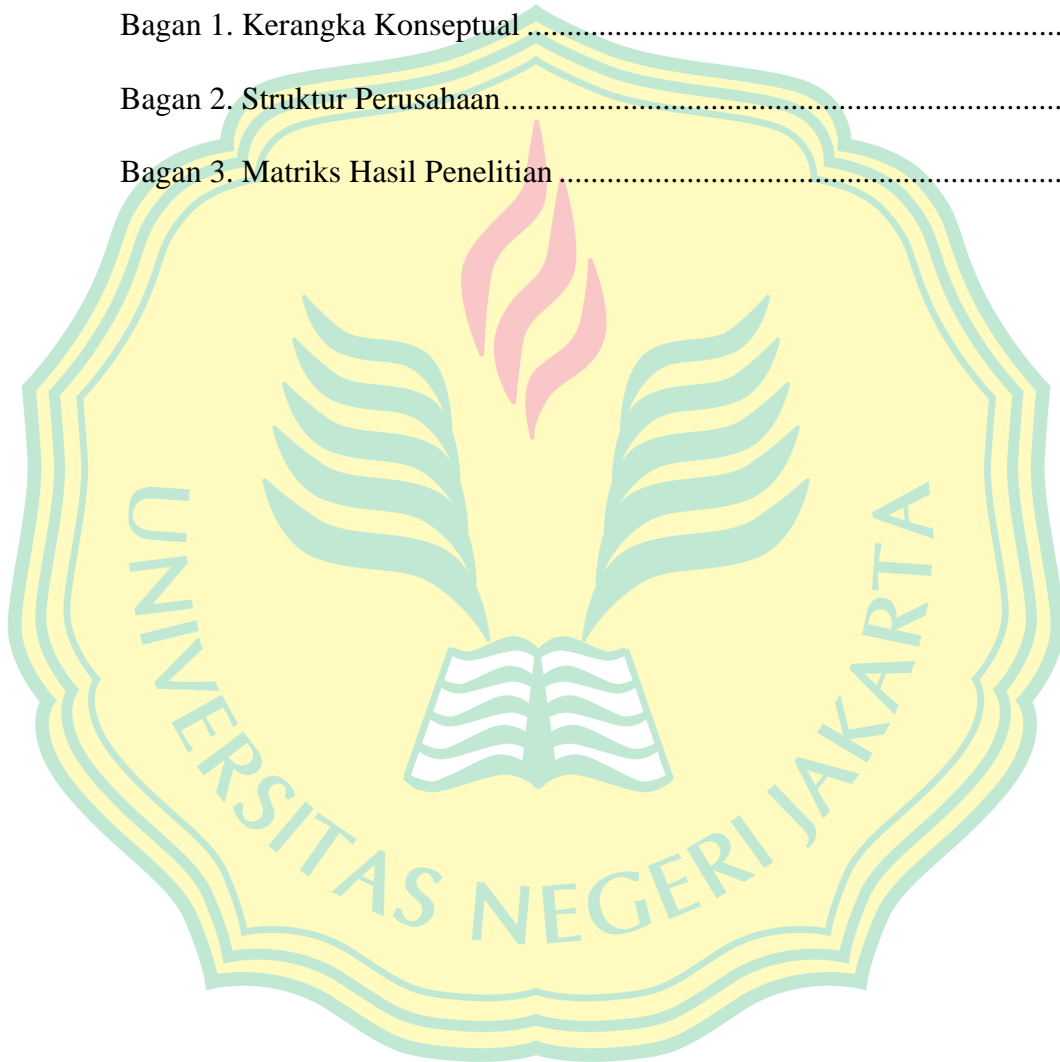 Bagan 1. Kerangka Konseptual ....................................................................
Bagan 2. Struktur Perusahaan.......................................................................
Bagan 3. Matriks Hasil Penelitian ................................................................
UNIVERSITAS NEGERI JAKARTA